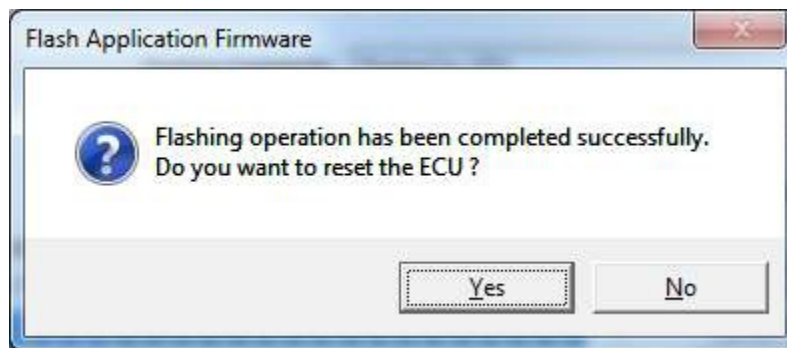 Flash Application Firmware
Flashing operation has been completed successfully.
Do you want to reset the ECU ?
Yes
No